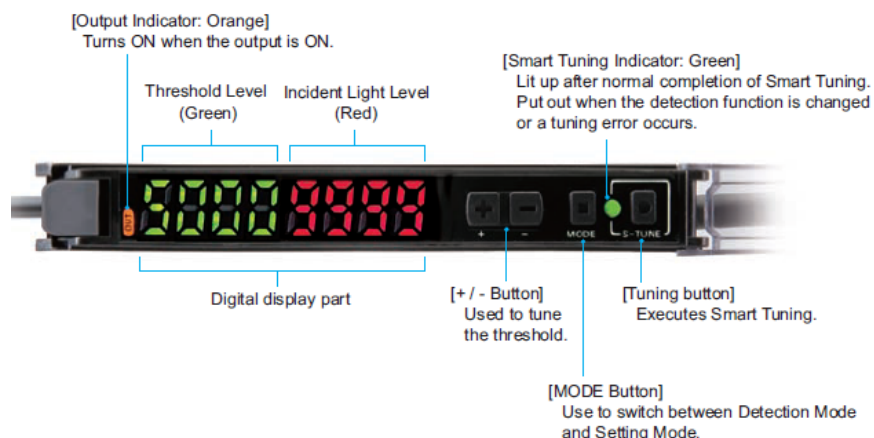 [Output Indicator: Orange]
Turns ON when the output is ON.
[Smart Tuning Indicator: Green]
Lit up after normal completion of Smart Tuning.
Put out when the detection function is changed
or a tuning error occurs.
Threshold Level
(Green)
Incident Light Level
(Red)
OUT
5000 9999
+ -
MODE
S-TUNE
Digital display part
[+ / - Button]
Used to tune
the threshold.
[Tuning button]
Executes Smart Tuning.
[MODE Button]
Use to switch between Detection Mode
and Setting Mode.